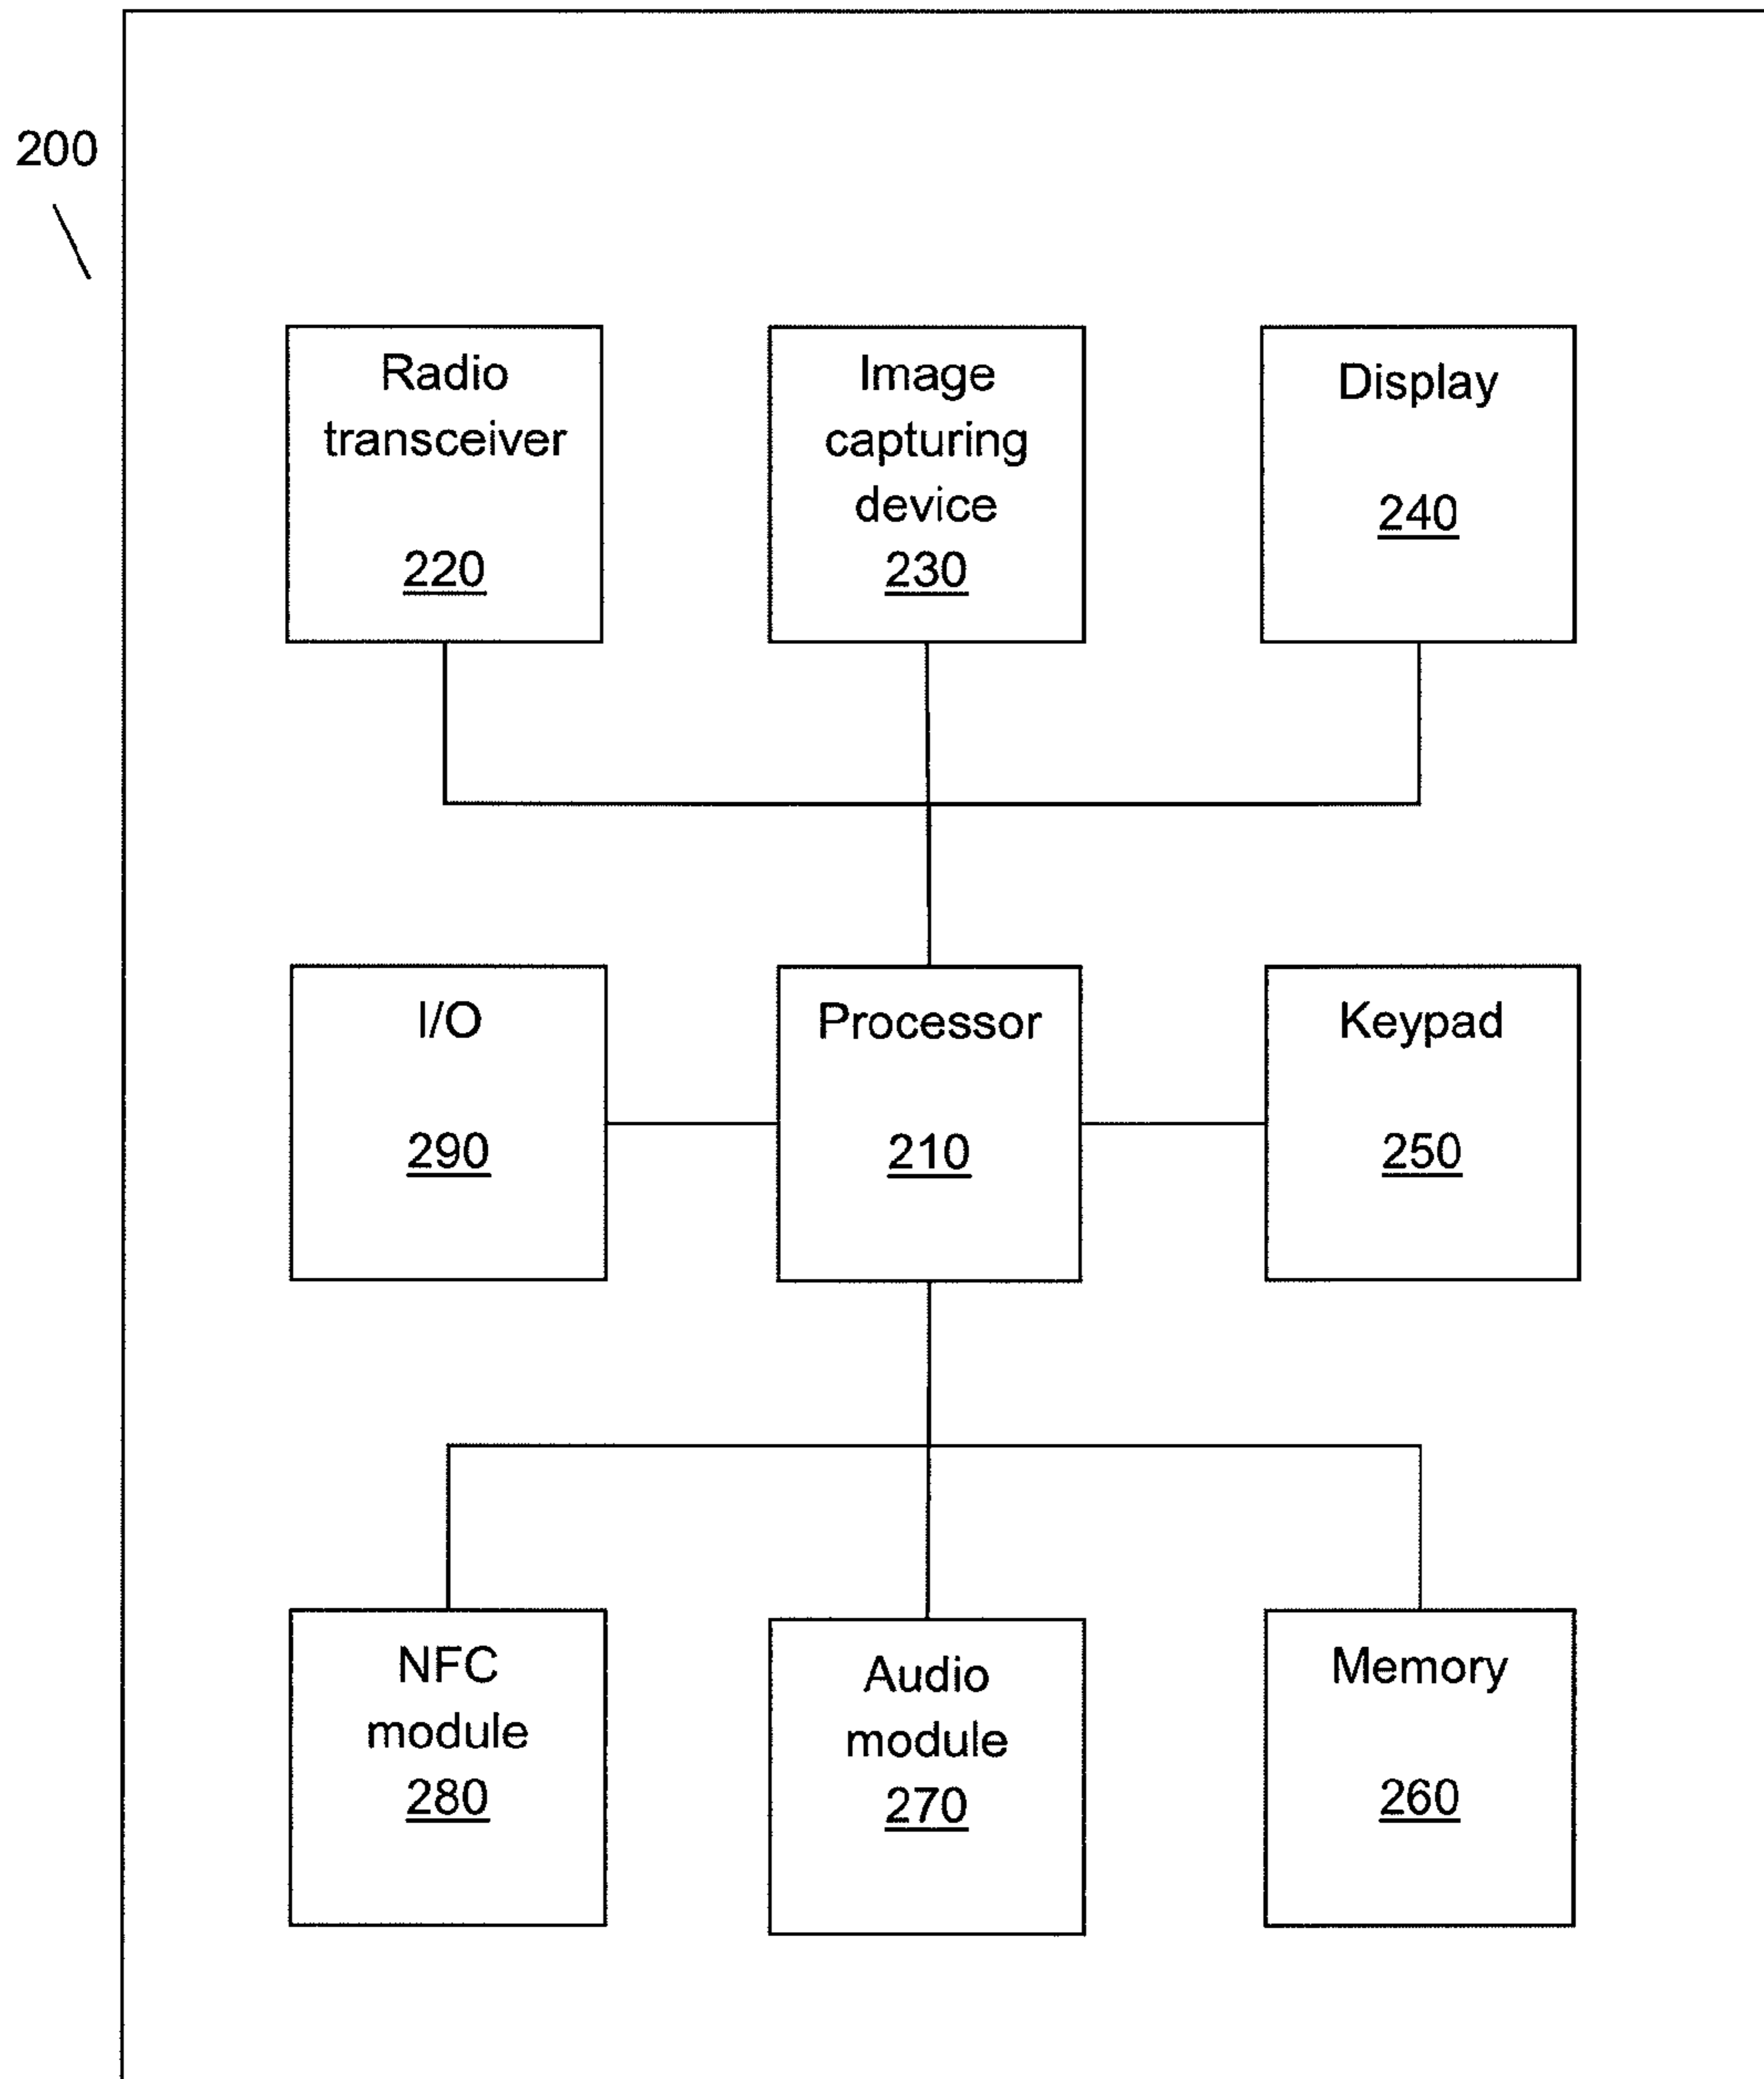 200
Radio
transceiver
220
Image
capturing
device
230
Display
240
I/O
290
Processor
210
Keypad
250
NFC
module
280
Audio
module
270
Memory
260